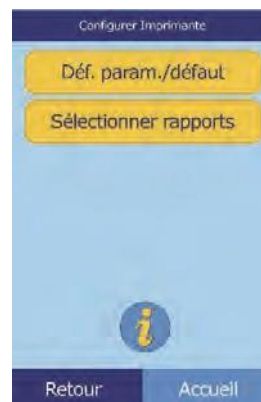 Configurer Imprimante
Déf. param./défaut
Sélectionner rapports
i
Retour Accueil